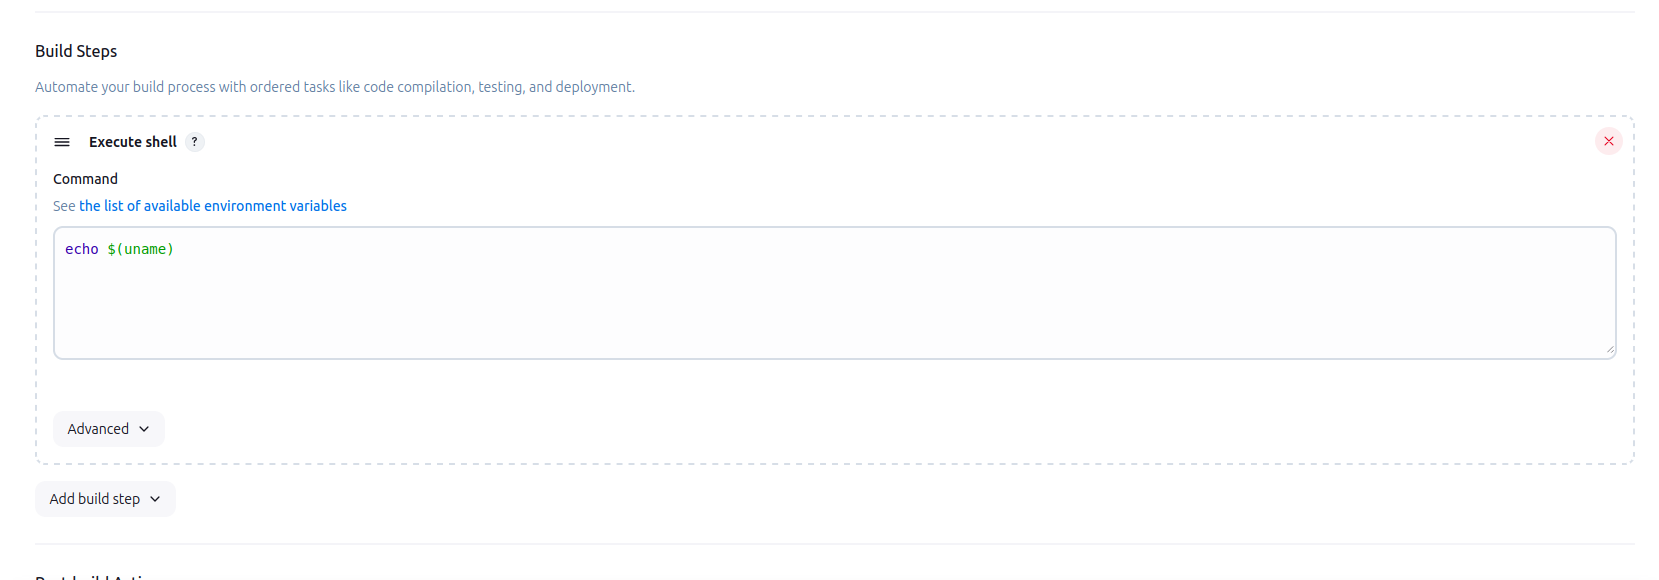 Build Steps
Automate your build process with ordered tasks like code compilation, testing, and deployment.
Execute shell ?
Command
See the list of available environment variables
echo $(uname)
Advanced
Add build step